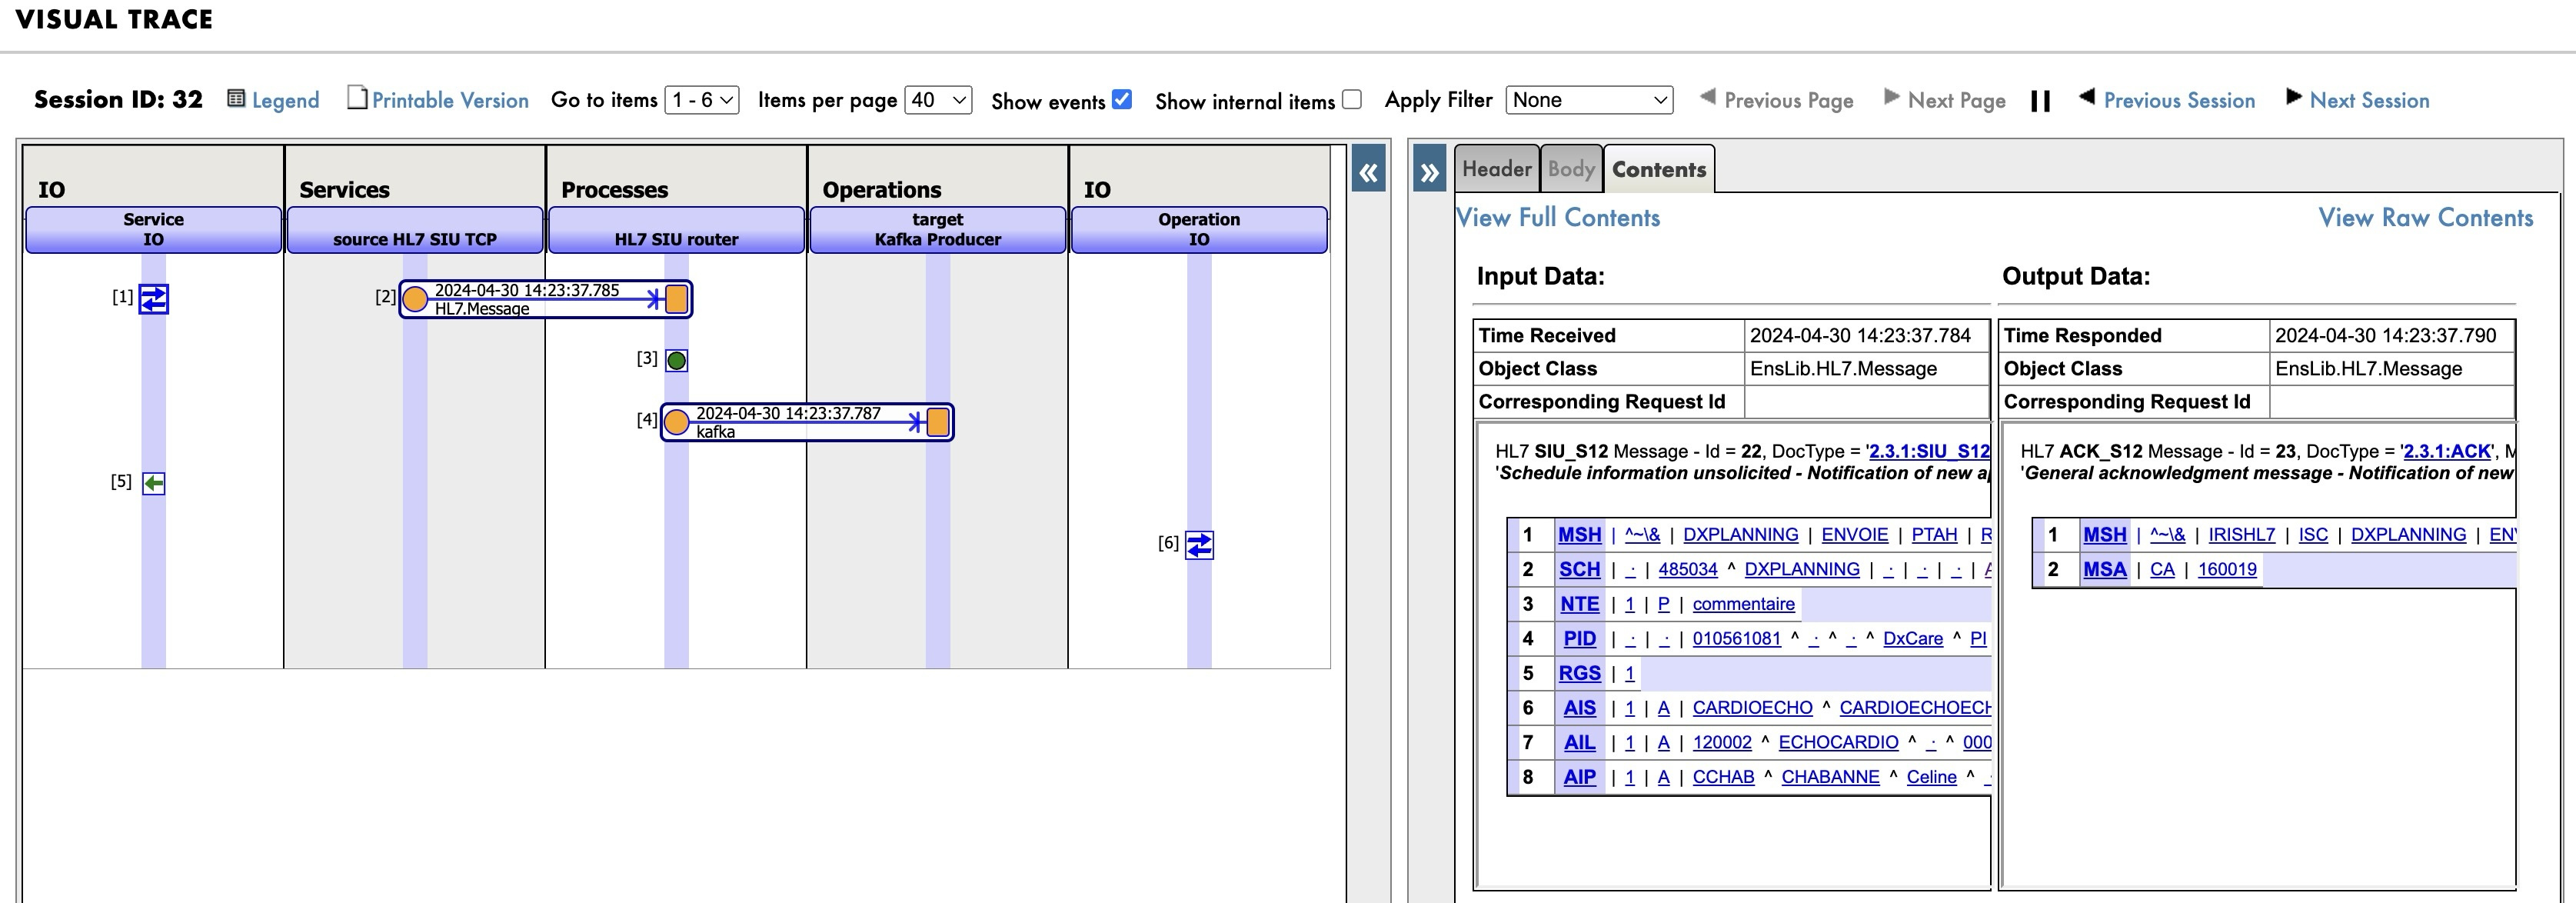 VISUAL TRACE
Session ID: 32 Legend Printable Version Go to items 1 - 6 Items per page 40 Show events Show internal items Apply Filter None Previous Page Next Page Previous Session Next Session
IO Services Processes Operations IO
Service IO
source HL7 SIU TCP
HL7 SIU router
target Kafka Producer
Operation IO
[1]
[2] 2024-04-30 14:23:37.785
HL7.Message
[3]
[4] 2024-04-30 14:23:37.787
kafka
[5]
[6]
« »
Header Body Contents
View Full Contents View Raw Contents
Input Data:
Time Received 2024-04-30 14:23:37.784
Object Class EnsLib.HL7.Message
Corresponding Request Id
HL7 SIU_S12 Message - Id = 22, DocType = '2.3.1:SIU_S12
'Schedule information unsolicited - Notification of new a
1 MSH | ^~\& | DXPLANNING | ENVOIE | PTAH | R
2 SCH | · | 485034 ^ DXPLANNING | · | · | · | A
3 NTE | 1 | P | commentaire
4 PID | · | · | 010561081 ^ · ^ · ^ DxCare ^ PI
5 RGS | 1
6 AIS | 1 | A | CARDIOECHO ^ CARDIOECHOECH
7 AIL | 1 | A | 120002 ^ ECHOCARDIO ^ · ^ 000
8 AIP | 1 | A | CCHAB ^ CHABANNE ^ Celine ^ ·
Output Data:
Time Responded 2024-04-30 14:23:37.790
Object Class EnsLib.HL7.Message
Corresponding Request Id
HL7 ACK_S12 Message - Id = 23, DocType = '2.3.1:ACK', M
'General acknowledgment message - Notification of new
1 MSH | ^~\& | IRISHL7 | ISC | DXPLANNING | EN
2 MSA | CA | 160019